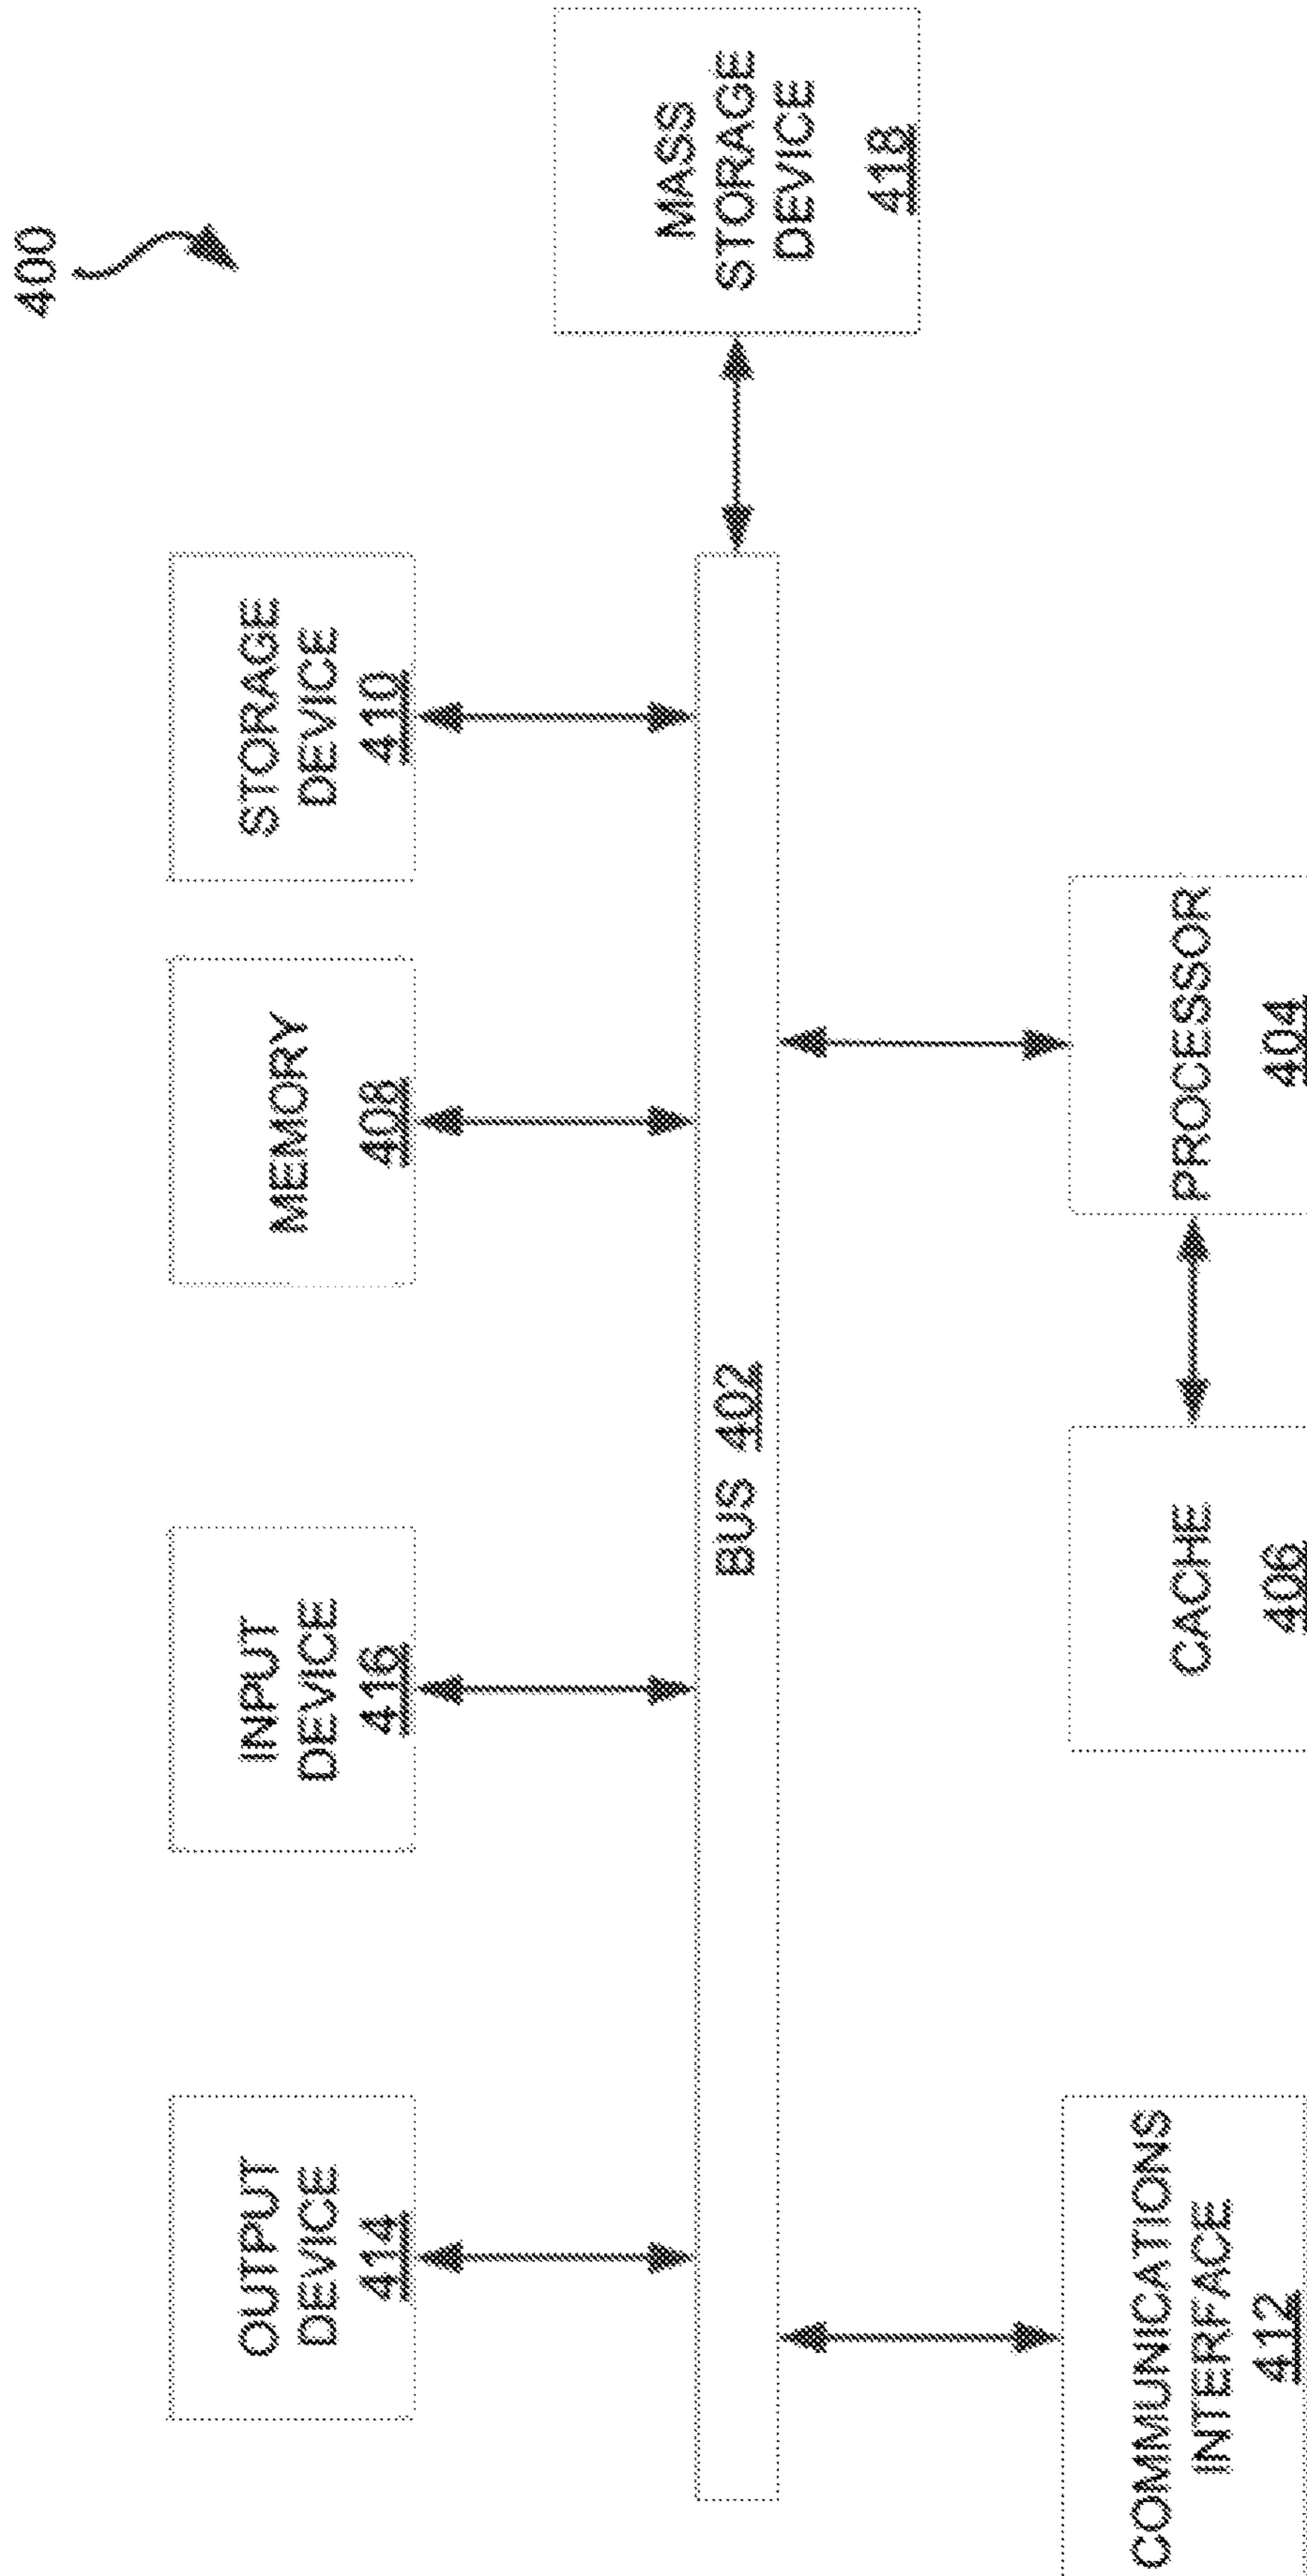 400
OUTPUT
DEVICE
414
INPUT
DEVICE
416
MEMORY
408
STORAGE
DEVICE
410
BUS 402
MASS
STORAGE
DEVICE
418
COMMUNICATIONS
INTERFACE
412
CACHE
406
PROCESSOR
404